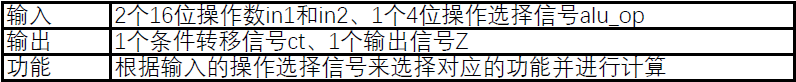 输入 2个16位操作数in1和in2、1个4位操作选择信号alu_op
输出 1个条件转移信号ct、1个输出信号Z
功能 根据输入的操作选择信号来选择对应的功能并进行计算